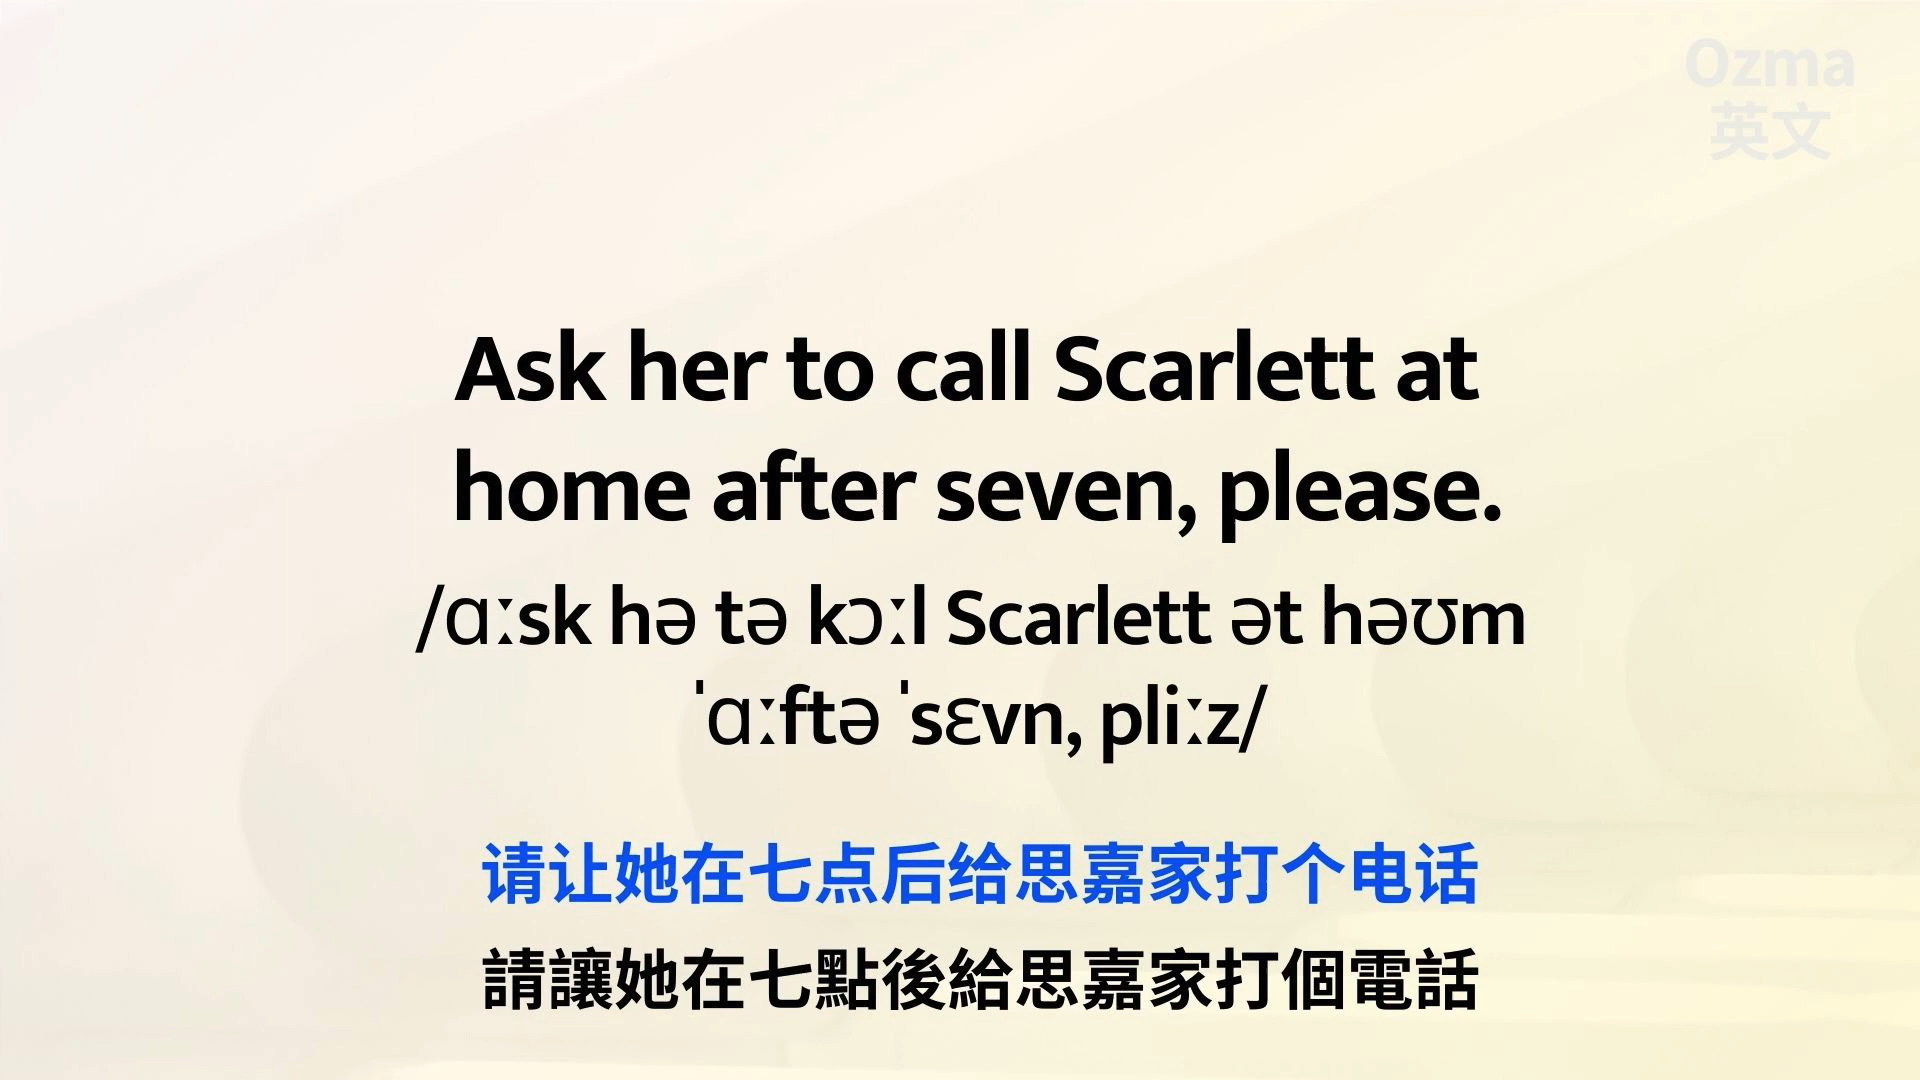 Ozma
英文
Ask her to call Scarlett at
home after seven, please.
/ɑːsk hə tə kɔːl Scarlett ət həʊm
ˈɑːftə ˈsɛvn, pliːz/
请让她在七点后给思嘉家打个电话
請讓她在七點後給思嘉家打個電話